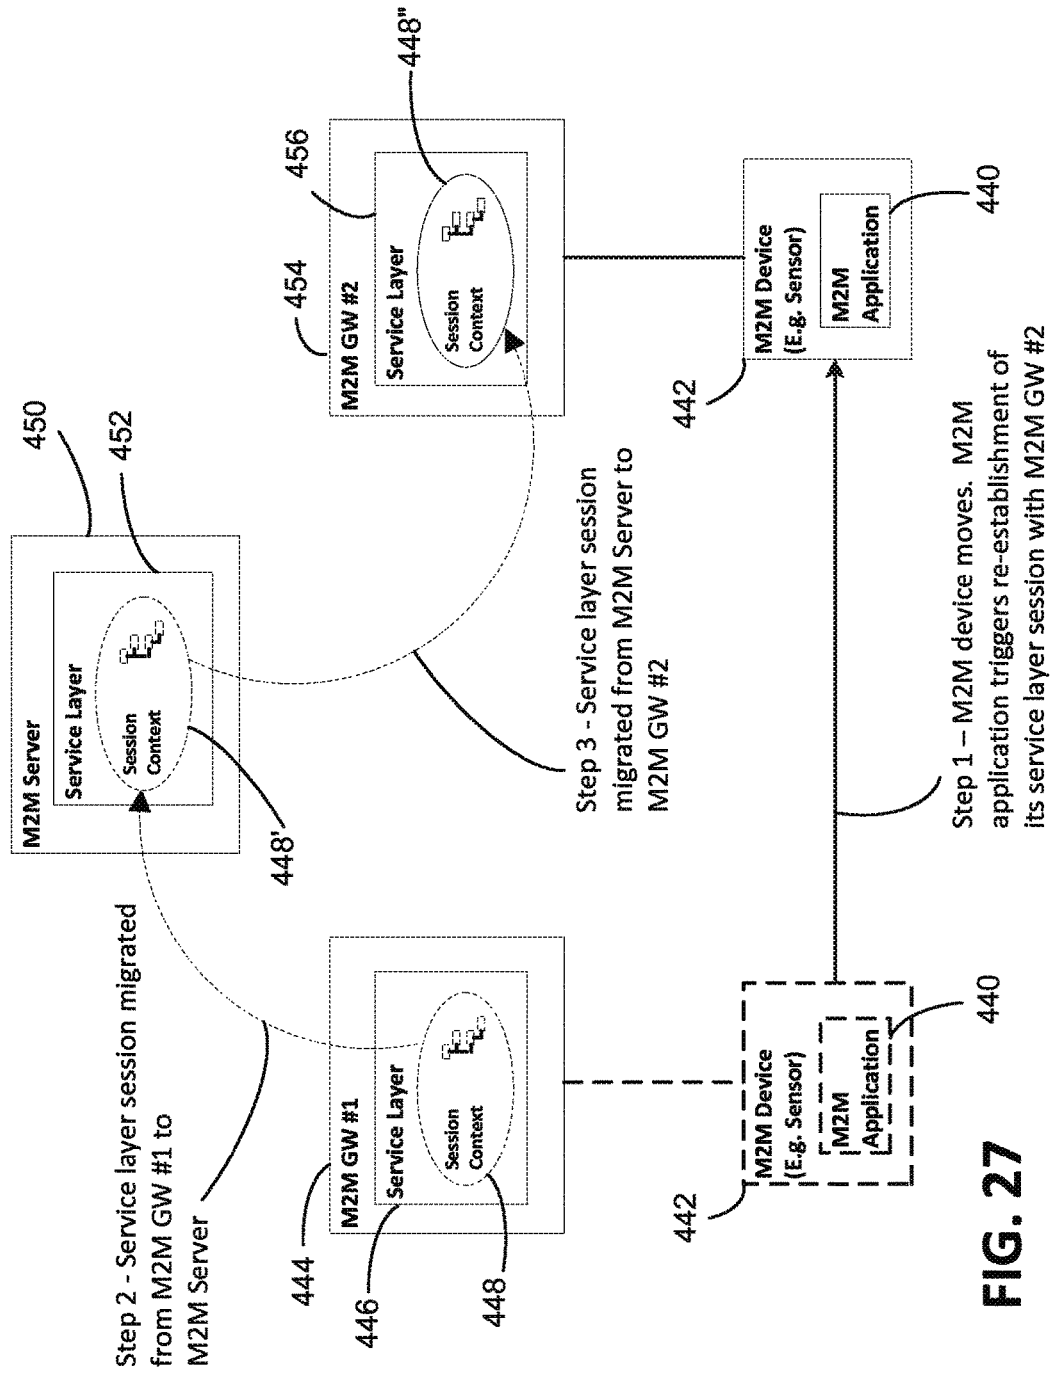 Step 2 - Service layer session migrated
from M2M GW #1 to
M2M Server
M2M Server
Service Layer
Session
Context
450
452
448'
444
M2M GW #1
446
Service Layer
Session
Context
448
454
M2M GW #2
456
Service Layer
Session
Context
448"
Step 3 - Service layer session
migrated from M2M Server to
M2M GW #2
442
M2M Device
(E.g. Sensor)
M2M
Application
440
442
M2M Device
(E.g. Sensor)
M2M
Application
440
Step 1 – M2M device moves. M2M
application triggers re-establishment of
its service layer session with M2M GW #2
FIG. 27